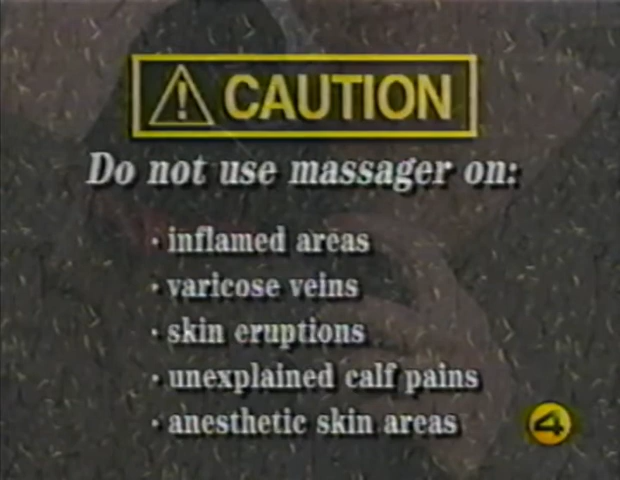 CAUTION
Do not use massager on:
· inflamed areas
· varicose veins
· skin eruptions
· unexplained calf pains
· anesthetic skin areas
4